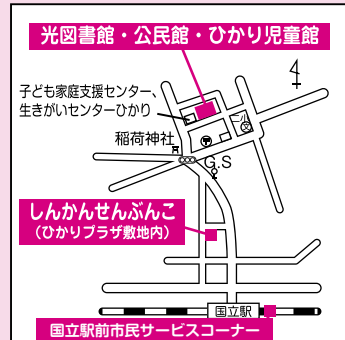 光図書館・公民館・ひかり児童館
子ども家庭支援センター、
生きがいセンターひかり
二小
文
稲荷神社
G.S
しんかんせんぶんこ
（ひかりプラザ敷地内）
国立駅
国立駅前市民サービスコーナー